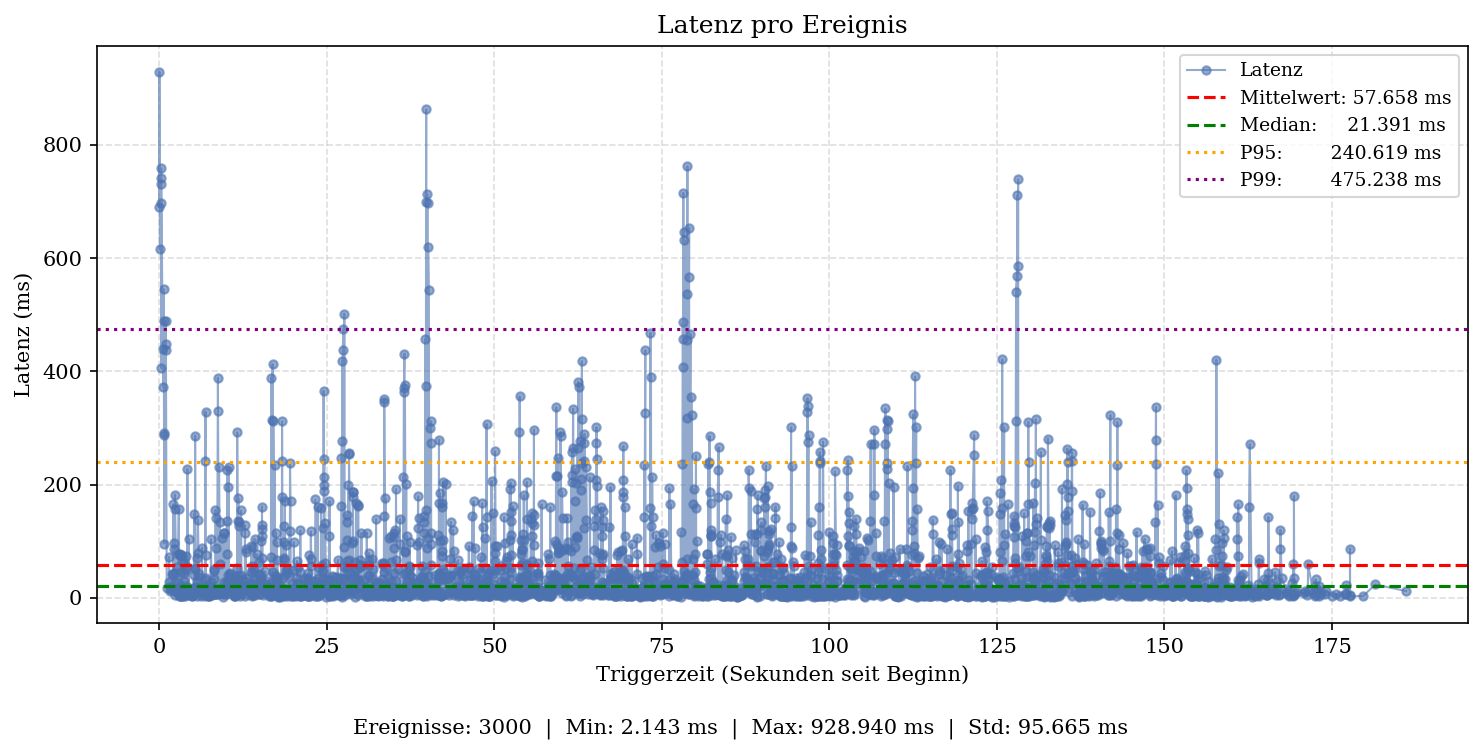 Latenz pro Ereignis
Latenz
Mittelwert: 57.658 ms
Median: 21.391 ms
P95: 240.619 ms
P99: 475.238 ms
Latenz (ms)
800
600
400
200
0
0 25 50 75 100 125 150 175
Triggerzeit (Sekunden seit Beginn)
Ereignisse: 3000 | Min: 2.143 ms | Max: 928.940 ms | Std: 95.665 ms